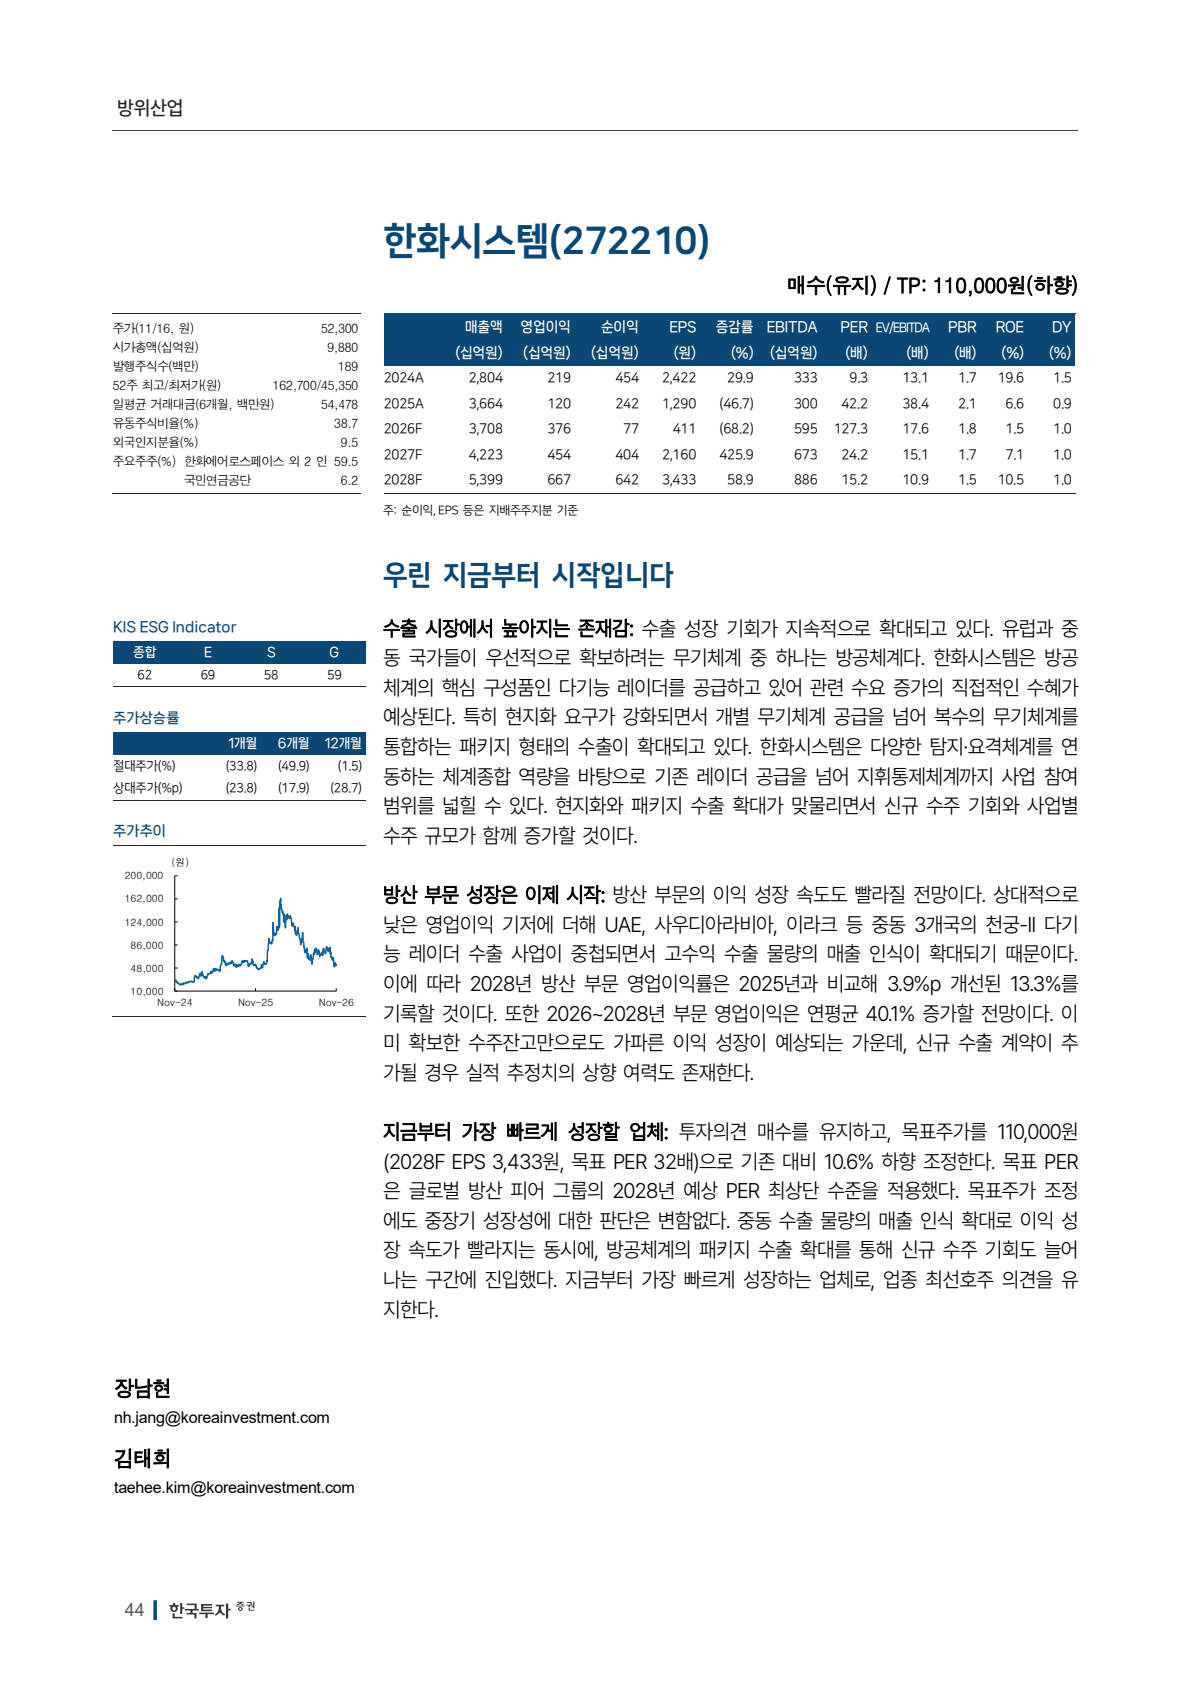 방위산업
한화시스템(272210)
매수(유지) / TP: 110,000원(하향)
주가(11/16, 원) 52,300
시가총액(십억원) 9,880
발행주식수(백만) 189
52주 최고/최저가(원) 162,700/45,350
일평균 거래대금(6개월, 백만원) 54,478
유동주식비율(%) 38.7
외국인지분율(%) 9.5
주요주주(%) 한화에어로스페이스 외 2 인 59.5
국민연금공단 6.2
매출액 영업이익 순이익 EPS 증감률 EBITDA PER EV/EBITDA PBR ROE DY
(십억원) (십억원) (십억원) (원) (%) (십억원) (배) (배) (배) (%) (%)
2024A 2,804 219 454 2,422 29.9 333 9.3 13.1 1.7 19.6 1.5
2025A 3,664 120 242 1,290 (46.7) 300 42.2 38.4 2.1 6.6 0.9
2026F 3,708 376 77 411 (68.2) 595 127.3 17.6 1.8 1.5 1.0
2027F 4,223 454 404 2,160 425.9 673 24.2 15.1 1.7 7.1 1.0
2028F 5,399 667 642 3,433 58.9 886 15.2 10.9 1.5 10.5 1.0
주: 순이익, EPS 등은 지배주주지분 기준
우린 지금부터 시작입니다
KIS ESG Indicator
종합 E S G
62 69 58 59
주가상승률
1개월 6개월 12개월
절대주가(%) (33.8) (49.9) (1.5)
상대주가(%p) (23.8) (17.9) (28.7)
주가추이
(원)
200,000
162,000
124,000
86,000
48,000
10,000
Nov-24 Nov-25 Nov-26
수출 시장에서 높아지는 존재감: 수출 성장 기회가 지속적으로 확대되고 있다. 유럽과 중
동 국가들이 우선적으로 확보하려는 무기체계 중 하나는 방공체계다. 한화시스템은 방공
체계의 핵심 구성품인 다기능 레이더를 공급하고 있어 관련 수요 증가의 직접적인 수혜가
예상된다. 특히 현지화 요구가 강화되면서 개별 무기체계 공급을 넘어 복수의 무기체계를
통합하는 패키지 형태의 수출이 확대되고 있다. 한화시스템은 다양한 탐지·요격체계를 연
동하는 체계종합 역량을 바탕으로 기존 레이더 공급을 넘어 지휘통제체계까지 사업 참여
범위를 넓힐 수 있다. 현지화와 패키지 수출 확대가 맞물리면서 신규 수주 기회와 사업별
수주 규모가 함께 증가할 것이다.
방산 부문 성장은 이제 시작: 방산 부문의 이익 성장 속도도 빨라질 전망이다. 상대적으로
낮은 영업이익 기저에 더해 UAE, 사우디아라비아, 이라크 등 중동 3개국의 천궁-II 다기
능 레이더 수출 사업이 중첩되면서 고수익 수출 물량의 매출 인식이 확대되기 때문이다.
이에 따라 2028년 방산 부문 영업이익률은 2025년과 비교해 3.9%p 개선된 13.3%를
기록할 것이다. 또한 2026~2028년 부문 영업이익은 연평균 40.1% 증가할 전망이다. 이
미 확보한 수주잔고만으로도 가파른 이익 성장이 예상되는 가운데, 신규 수출 계약이 추
가될 경우 실적 추정치의 상향 여력도 존재한다.
지금부터 가장 빠르게 성장할 업체: 투자의견 매수를 유지하고, 목표주가를 110,000원
(2028F EPS 3,433원, 목표 PER 32배)으로 기존 대비 10.6% 하향 조정한다. 목표 PER
은 글로벌 방산 피어 그룹의 2028년 예상 PER 최상단 수준을 적용했다. 목표주가 조정
에도 중장기 성장성에 대한 판단은 변함없다. 중동 수출 물량의 매출 인식 확대로 이익 성
장 속도가 빨라지는 동시에, 방공체계의 패키지 수출 확대를 통해 신규 수주 기회도 늘어
나는 구간에 진입했다. 지금부터 가장 빠르게 성장하는 업체로, 업종 최선호주 의견을 유
지한다.
장남현
nh.jang@koreainvestment.com
김태희
taehee.kim@koreainvestment.com
44 한국투자 증권